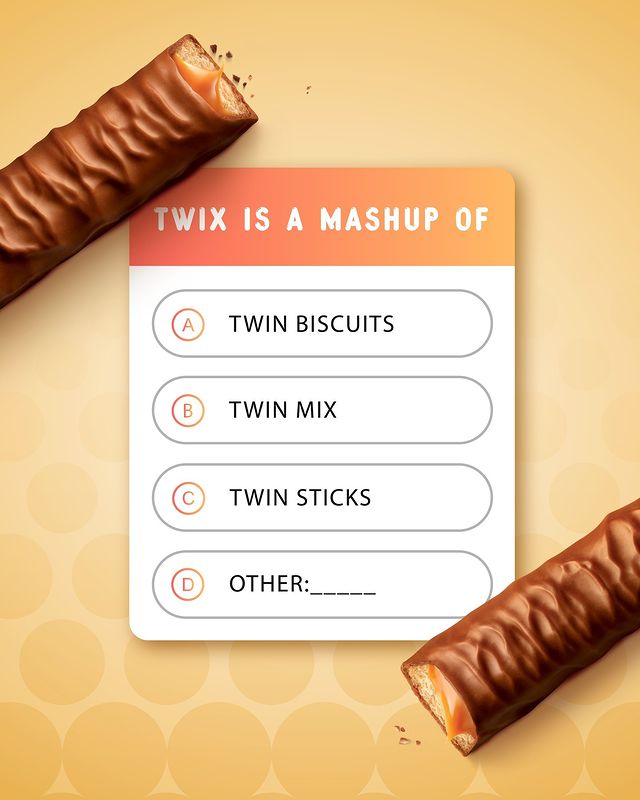 TWIX IS A MASHUP OF
A TWIN BISCUITS
B TWIN MIX
C TWIN STICKS
D OTHER:_____